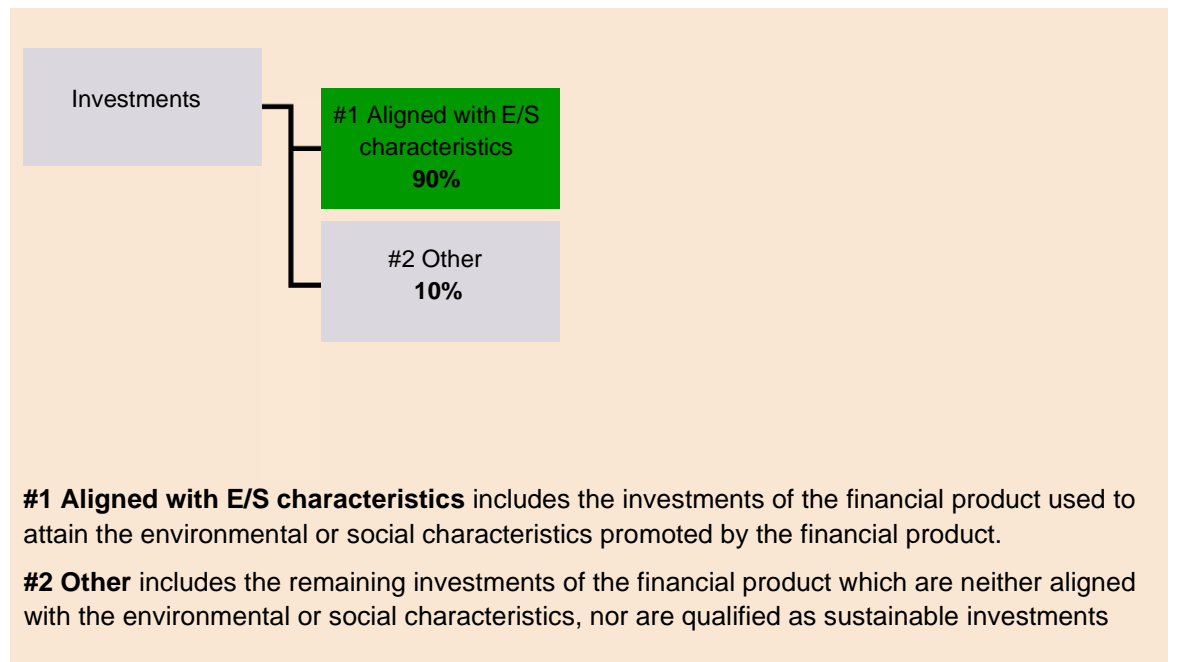 Investments
#1 Aligned with E/S
characteristics
90%
#2 Other
10%
#1 Aligned with E/S characteristics includes the investments of the financial product used to
attain the environmental or social characteristics promoted by the financial product.
#2 Other includes the remaining investments of the financial product which are neither aligned
with the environmental or social characteristics, nor are qualified as sustainable investments